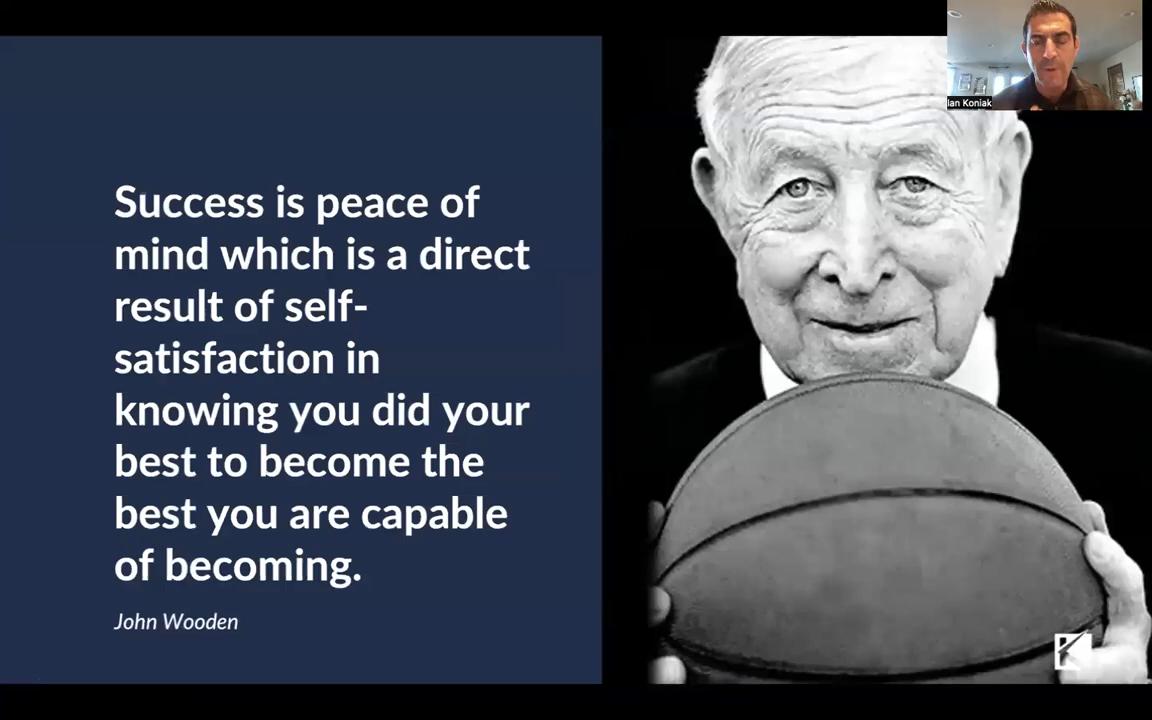 Ian Koniak
Success is peace of
mind which is a direct
result of self-
satisfaction in
knowing you did your
best to become the
best you are capable
of becoming.
John Wooden